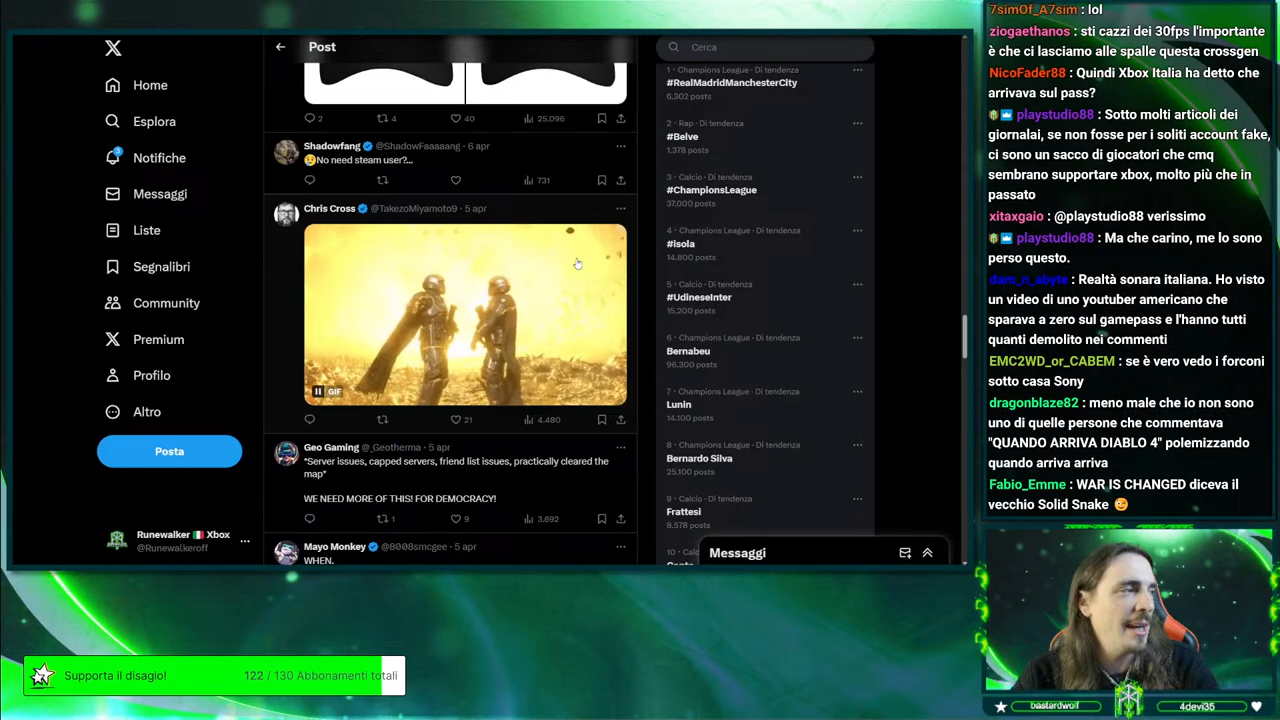 Home
Esplora
3
Notifiche
Messaggi
Liste
Segnalibri
Community
Premium
Profilo
Altro
Posta
Runewalker 🇮🇹 Xbox
@Runewalkeroff
Post
2
4
40
25.096
Shadowfang @ShadowFaaaang · 6 apr
😥No need steam user?...
731
Chris Cross @TakezoMiyamoto9 · 5 apr
GIF
21
4.480
Geo Gaming @_Geotherma · 5 apr
*Server issues, capped servers, friend list issues, practically cleared the
map*
WE NEED MORE OF THIS! FOR DEMOCRACY!
1
9
3.692
Mayo Monkey @8008smcgee · 5 apr
WHEN.
Cerca
1 · Champions League · Di tendenza
#RealMadridManchesterCity
6.302 posts
2 · Rap · Di tendenza
#Belve
1.378 posts
3 · Calcio · Di tendenza
#ChampionsLeague
37.000 posts
4 · Champions League · Di tendenza
#isola
14.800 posts
5 · Calcio · Di tendenza
#UdineseInter
15.200 posts
6 · Champions League · Di tendenza
Bernabeu
96.300 posts
7 · Champions League · Di tendenza
Lunin
14.100 posts
8 · Champions League · Di tendenza
Bernardo Silva
25.100 posts
9 · Calcio · Di tendenza
Frattesi
8.578 posts
Messaggi
7simOf_A7sim: lol
ziogaethanos: sti cazzi dei 30fps l'importante
è che ci lasciamo alle spalle questa crossgen
NicoFader88: Quindi Xbox Italia ha detto che
arrivava sul pass?
playstudio88: Sotto molti articoli dei
giornalai, se non fosse per i soliti account fake,
ci sono un sacco di giocatori che cmq
sembrano supportare xbox, molto più che in
passato
xitaxgaio: @playstudio88 verissimo
playstudio88: Ma che carino, me lo sono
perso questo.
dam_n_abyte: Realtà sonara italiana. Ho visto
un video di uno youtuber americano che
sparava a zero sul gamepass e l'hanno tutti
quanti demolito nei commenti
EMC2WD_or_CABEM: se è vero vedo i forconi
sotto casa Sony
dragonblaze82: meno male che io non sono
uno di quelle persone che commentava
"QUANDO ARRIVA DIABLO 4" polemizzando
quando arriva arriva
Fabio_Emme: WAR IS CHANGED diceva il
vecchio Solid Snake 😉
Supporta il disagio!
122 / 130 Abbonamenti totali
bastardwolf
4devi35